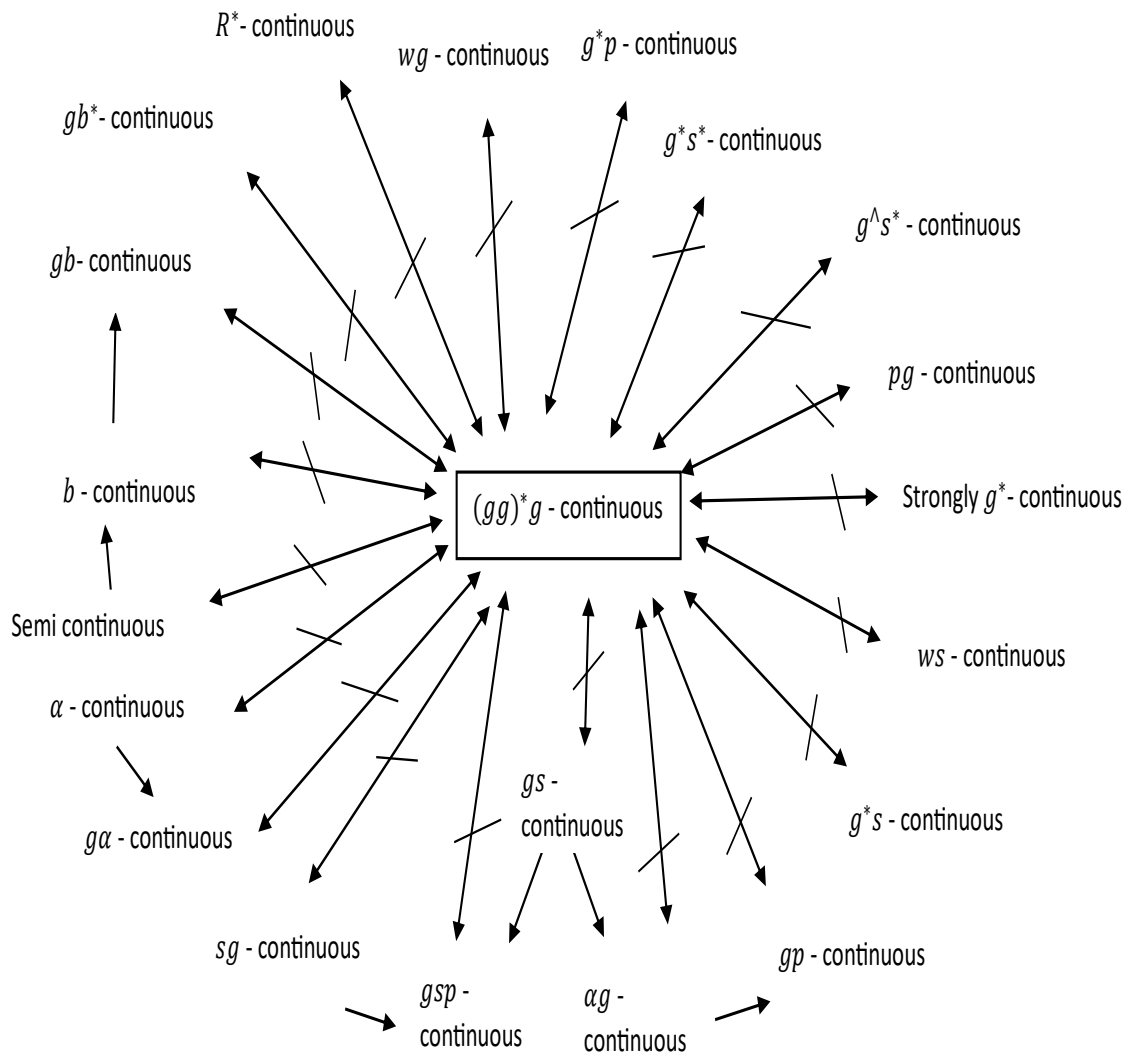 R*- continuous
wg - continuous
g*p - continuous
gb*- continuous
g*s*- continuous
g^s* - continuous
gb- continuous
pg - continuous
b - continuous
(gg)*g - continuous
Strongly g*- continuous
Semi continuous
ws - continuous
α - continuous
gs -
continuous
g*s - continuous
gα - continuous
sg - continuous
gp - continuous
gsp -
continuous
αg -
continuous